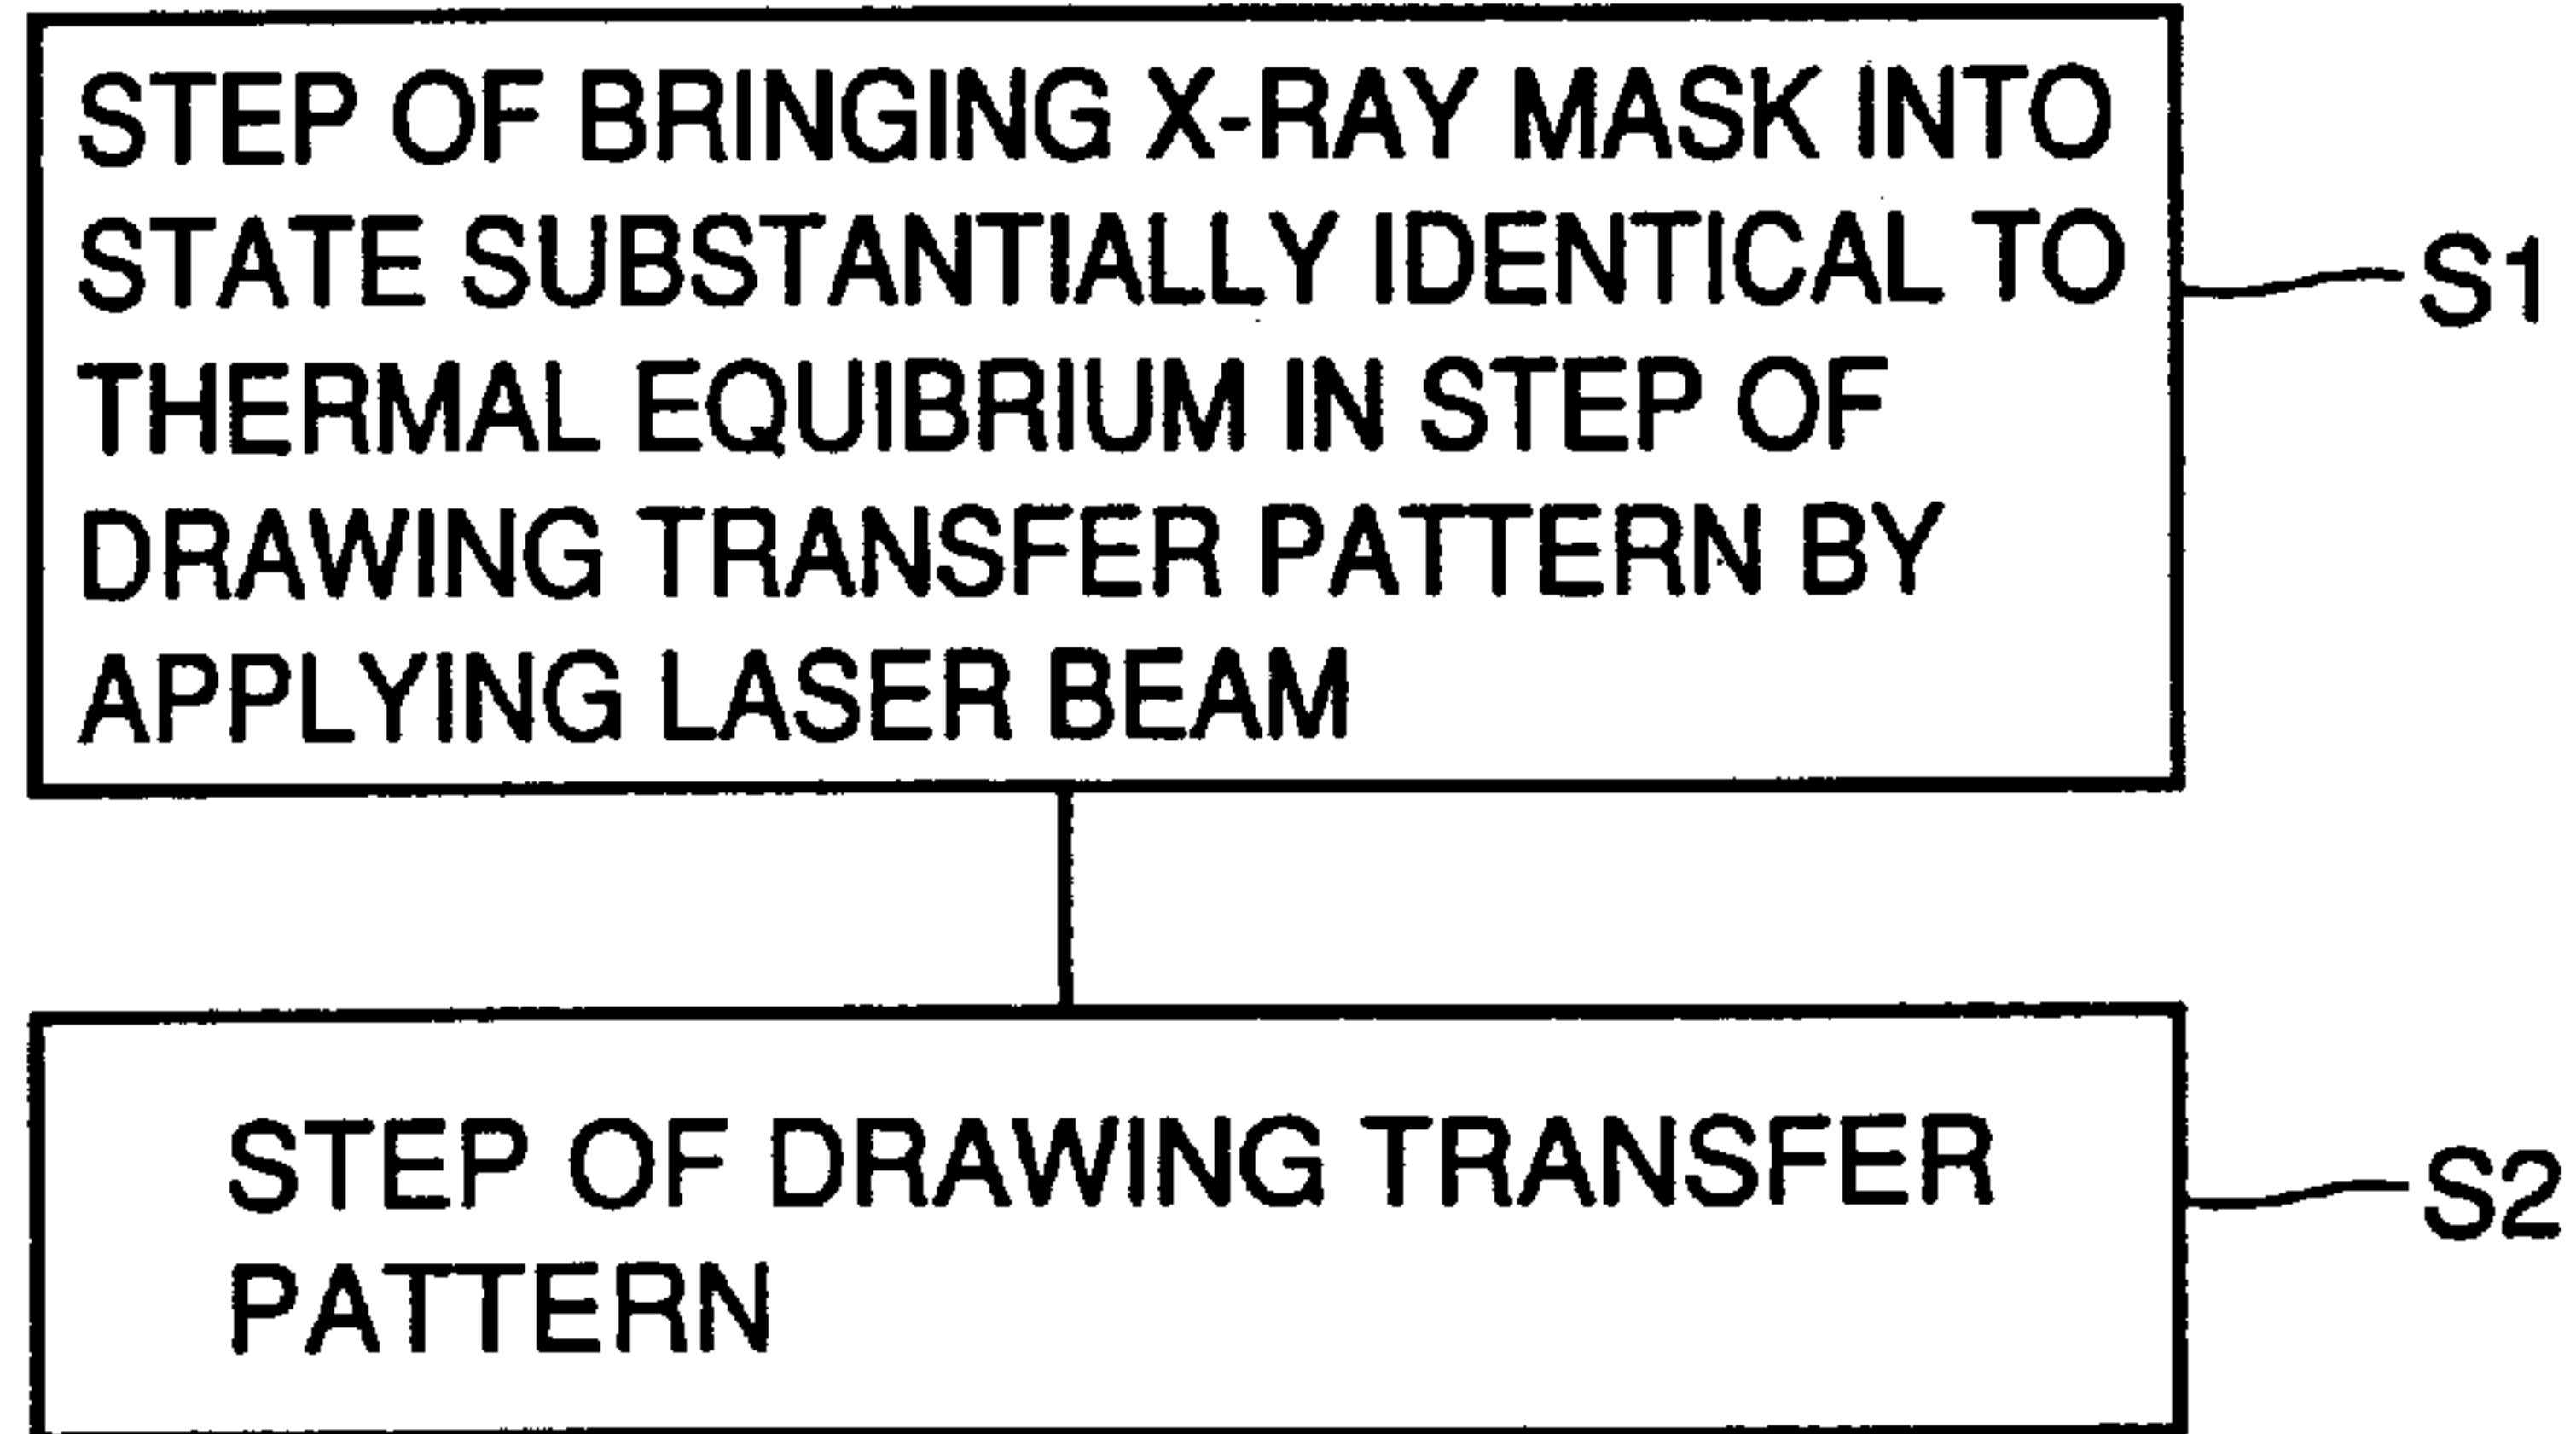 STEP OF BRINGING X-RAY MASK INTO
STATE SUBSTANTIALLY IDENTICAL TO
THERMAL EQUIBRIUM IN STEP OF
DRAWING TRANSFER PATTERN BY
APPLYING LASER BEAM
S1
STEP OF DRAWING TRANSFER
PATTERN
S2